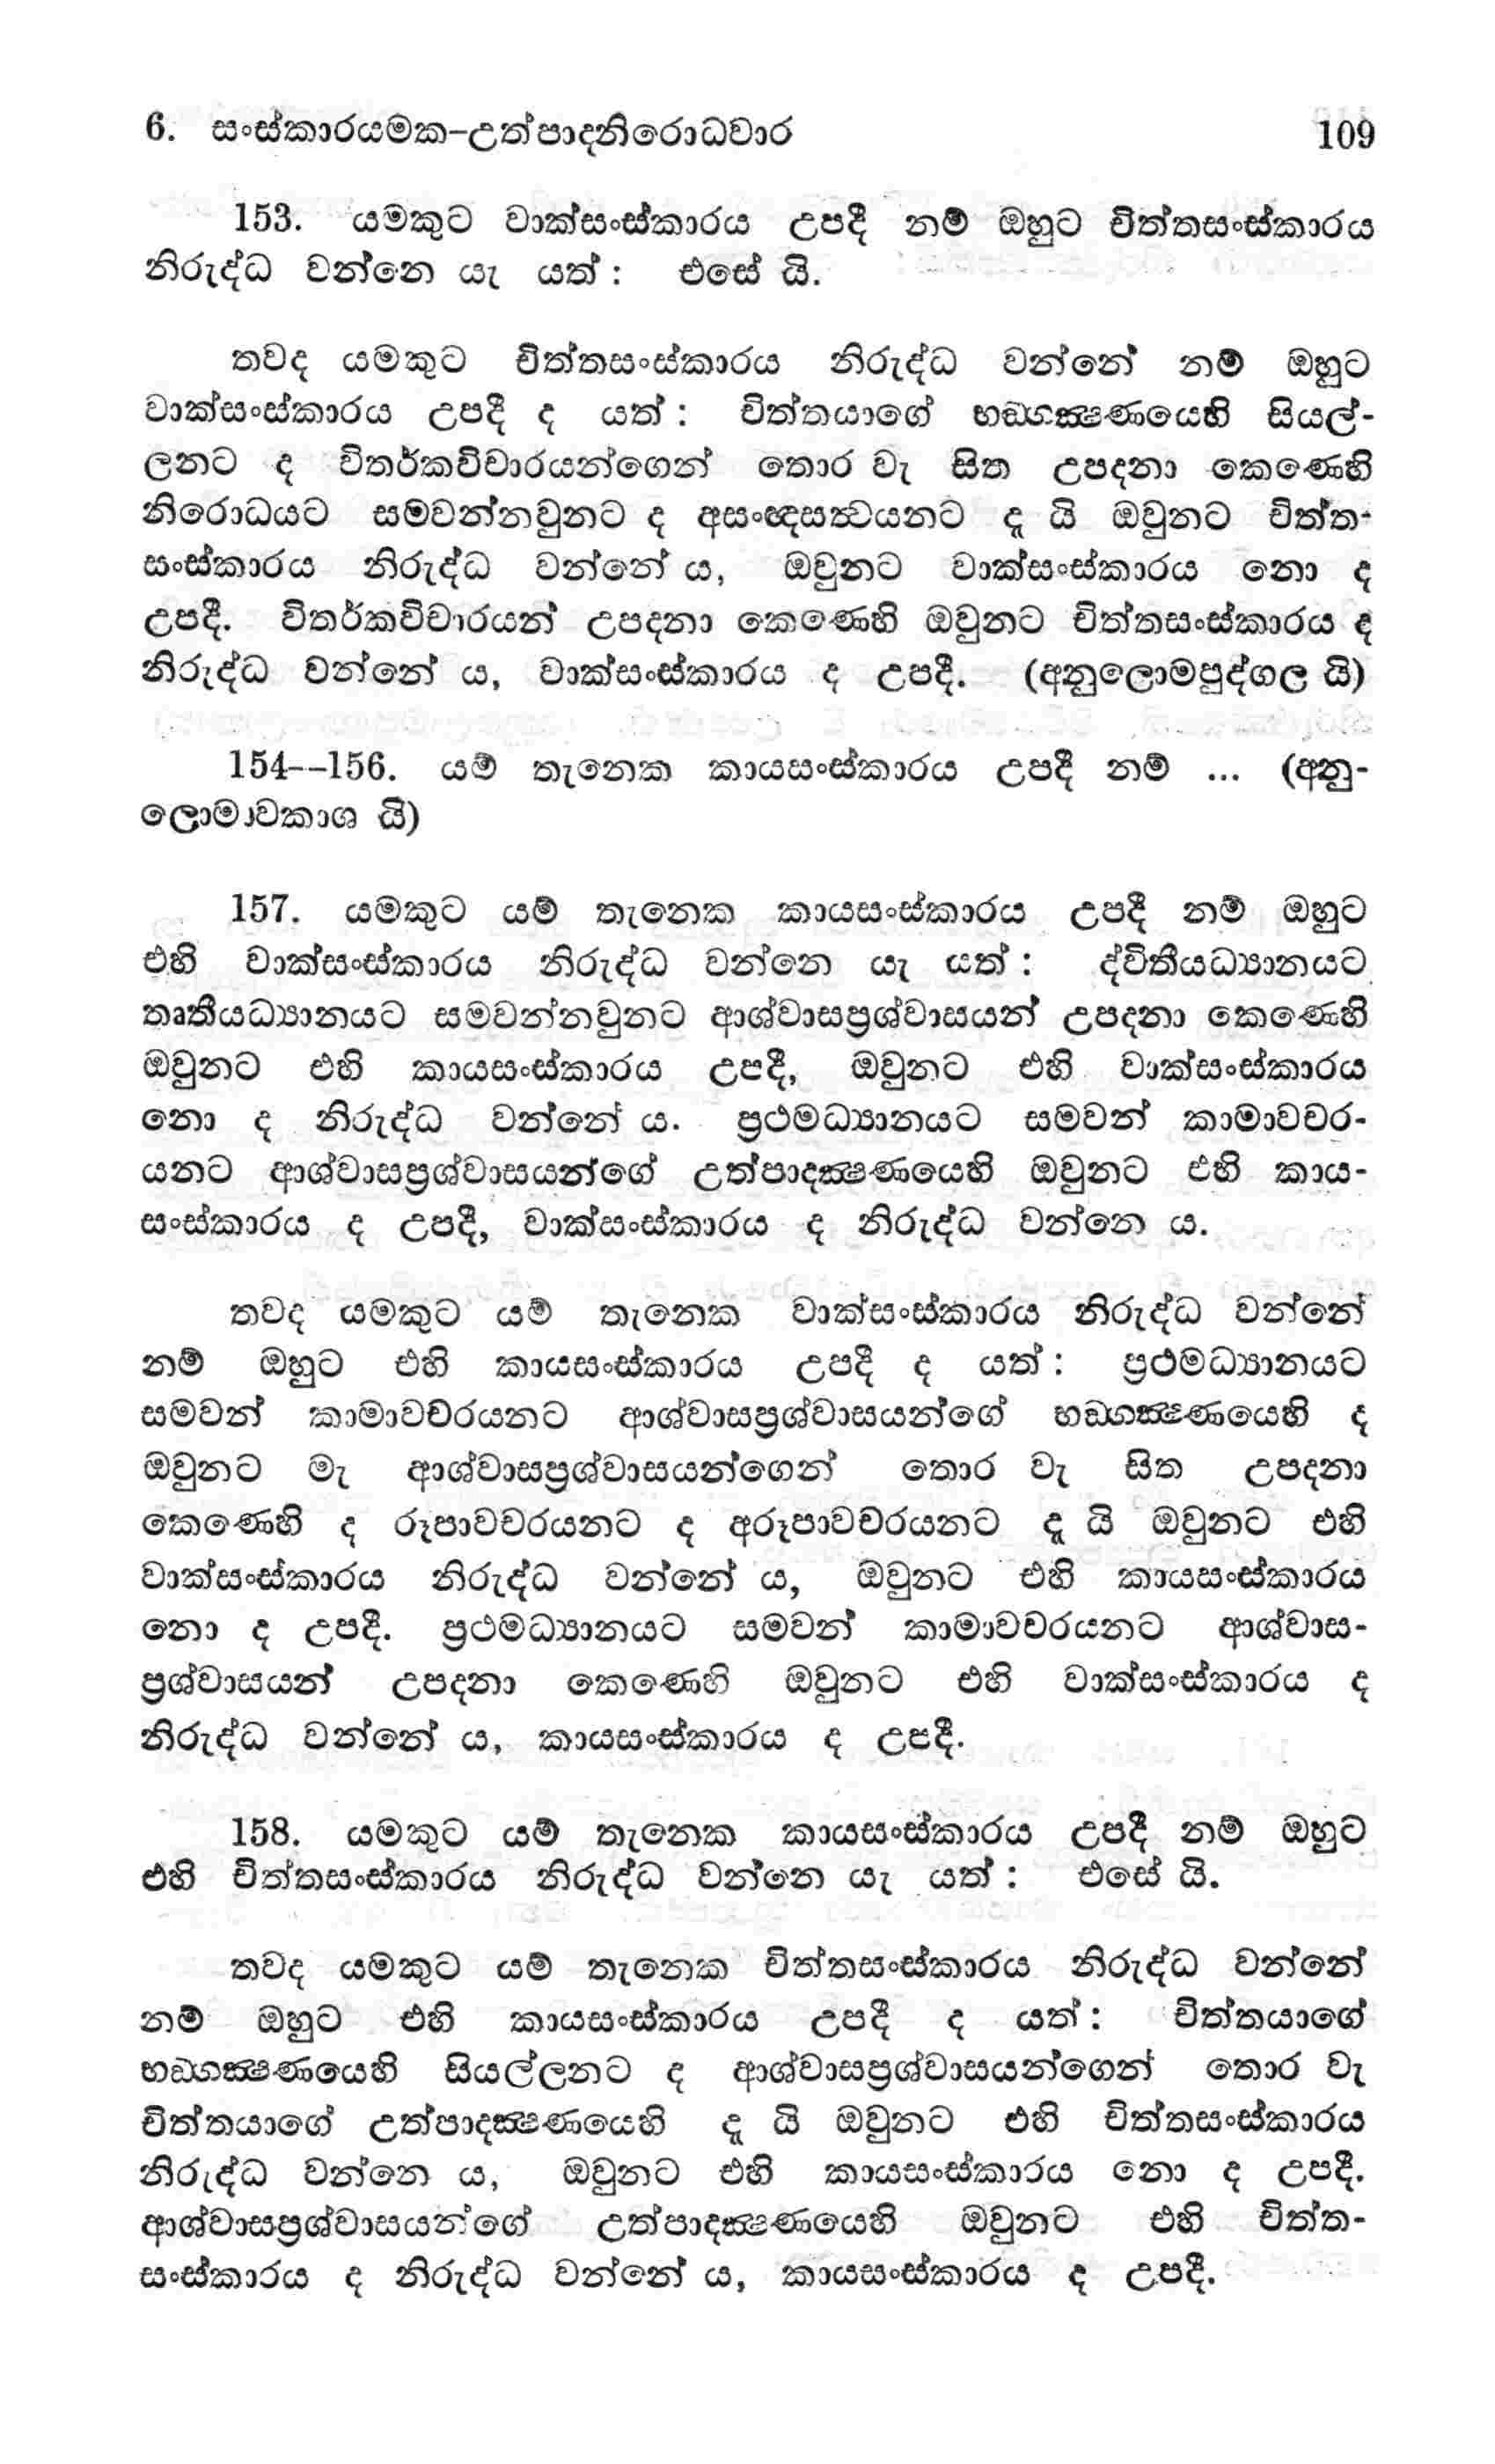 6. සංස්කාරයමක–උත්පාදනිරොධවාර 109
153. යමකුට වාක්සංස්කාරය උපදී නම් ඔහුට චිත්තසංස්කාරය
නිරුද්ධ වන්නෙ යැ යත් : එසේ යි.
තවද යමකුට චිත්තසංස්කාරය නිරුද්ධ වන්නේ නම් ඔහුට
වාක්සංස්කාරය උපදී ද යත් : චිත්තයාගේ භඞ්ගක්‍ෂණයෙහි සියල්-
ලනට ද විතර්කවිචාරයන්ගෙන් තොර වැ සිත උපදනා කෙණෙහි
නිරොධයට සම්වන්නවුනට ද අසංඥසත්‍වයනට දූ යි ඔවුනට චිත්ත-
සංස්කාරය නිරුද්ධ වන්නේ ය, ඔවුනට වාක්සංස්කාරය නො ද
උපදී. විතර්කවිචාරයන් උපදනා කෙණෙහි ඔවුනට චිත්තසංස්කාරය ද
නිරුද්ධ වන්නේ ය, වාක්සංස්කාරය ද උපදී. (අනුලොමපුද්ගල යි)
154--156. යම් තැනෙක කායසංස්කාරය උපදී නම් ... (අනු-
ලොමාවකාශ යි)
157. යමකුට යම් තැනෙක කායසංස්කාරය උපදී නම් ඔහුට
එහි වාක්සංස්කාරය නිරුද්ධ වන්නෙ යැ යත් : ද්විතීයධ්‍යානයට
තෘතීයධ්‍යානයට සමවන්නවුනට ආශ්වාසප්‍රශ්වාසයන් උපදනා කෙණෙහි
ඔවුනට එහි කායසංස්කාරය උපදී, ඔවුනට එහි වාක්සංස්කාරය
නො ද නිරුද්ධ වන්නේ ය. ප්‍රථමධ්‍යානයට සමවන් කාමාවචර-
යනට ආශ්වාසප්‍රශ්වාසයන්ගේ උත්පාදක්‍ෂණයෙහි ඔවුනට එහි කාය-
සංස්කාරය ද උපදී, වාක්සංස්කාරය ද නිරුද්ධ වන්නෙ ය.
තවද යමකුට යම් තැනෙක වාක්සංස්කාරය නිරුද්ධ වන්නේ
නම් ඔහුට එහි කායසංස්කාරය උපදී ද යත් : ප්‍රථමධ්‍යානයට
සමවන් කාමාවචරයනට ආශ්වාසප්‍රශ්වාසයන්ගේ භඞ්ගක්‍ෂණයෙහි ද
ඔවුනට මැ ආශ්වාසප්‍රශ්වාසයන්ගෙන් තොර වැ සිත උපදනා
කෙණෙහි ද රූපාවචරයනට ද අරූපාවචරයනට දූ යි ඔවුනට එහි
වාක්සංස්කාරය නිරුද්ධ වන්නේ ය, ඔවුනට එහි කායසංස්කාරය
නො ද උපදී. ප්‍රථමධ්‍යානයට සමවන් කාමාවචරයනට ආශ්වාස-
ප්‍රශ්වාසයන් උපදනා කෙණෙහි ඔවුනට එහි වාක්සංස්කාරය ද
නිරුද්ධ වන්නේ ය, කායසංස්කාරය ද උපදී.
158. යමකුට යම් තැනෙක කායසංස්කාරය උපදී නම් ඔහුට
එහි චිත්තසංස්කාරය නිරුද්ධ වන්නෙ යැ යත් : එසේ යි.
තවද යමකුට යම් තැනෙක චිත්තසංස්කාරය නිරුද්ධ වන්නේ
නම් ඔහුට එහි කායසංස්කාරය උපදී ද යත් : චිත්තයාගේ
භඞ්ගක්‍ෂණයෙහි සියල්ලනට ද ආශ්වාසප්‍රශ්වාසයන්ගෙන් තොර වැ
චිත්තයාගේ උත්පාදක්‍ෂණයෙහි දූ යි ඔවුනට එහි චිත්තසංස්කාරය
නිරුද්ධ වන්නෙ ය, ඔවුනට එහි කායසංස්කාරය නො ද උපදී.
ආශ්වාසප්‍රශ්වාසයන්ගේ උත්පාදක්‍ෂණයෙහි ඔවුනට එහි චිත්ත-
සංස්කාරය ද නිරුද්ධ වන්නේ ය, කායසංස්කාරය ද උපදී.